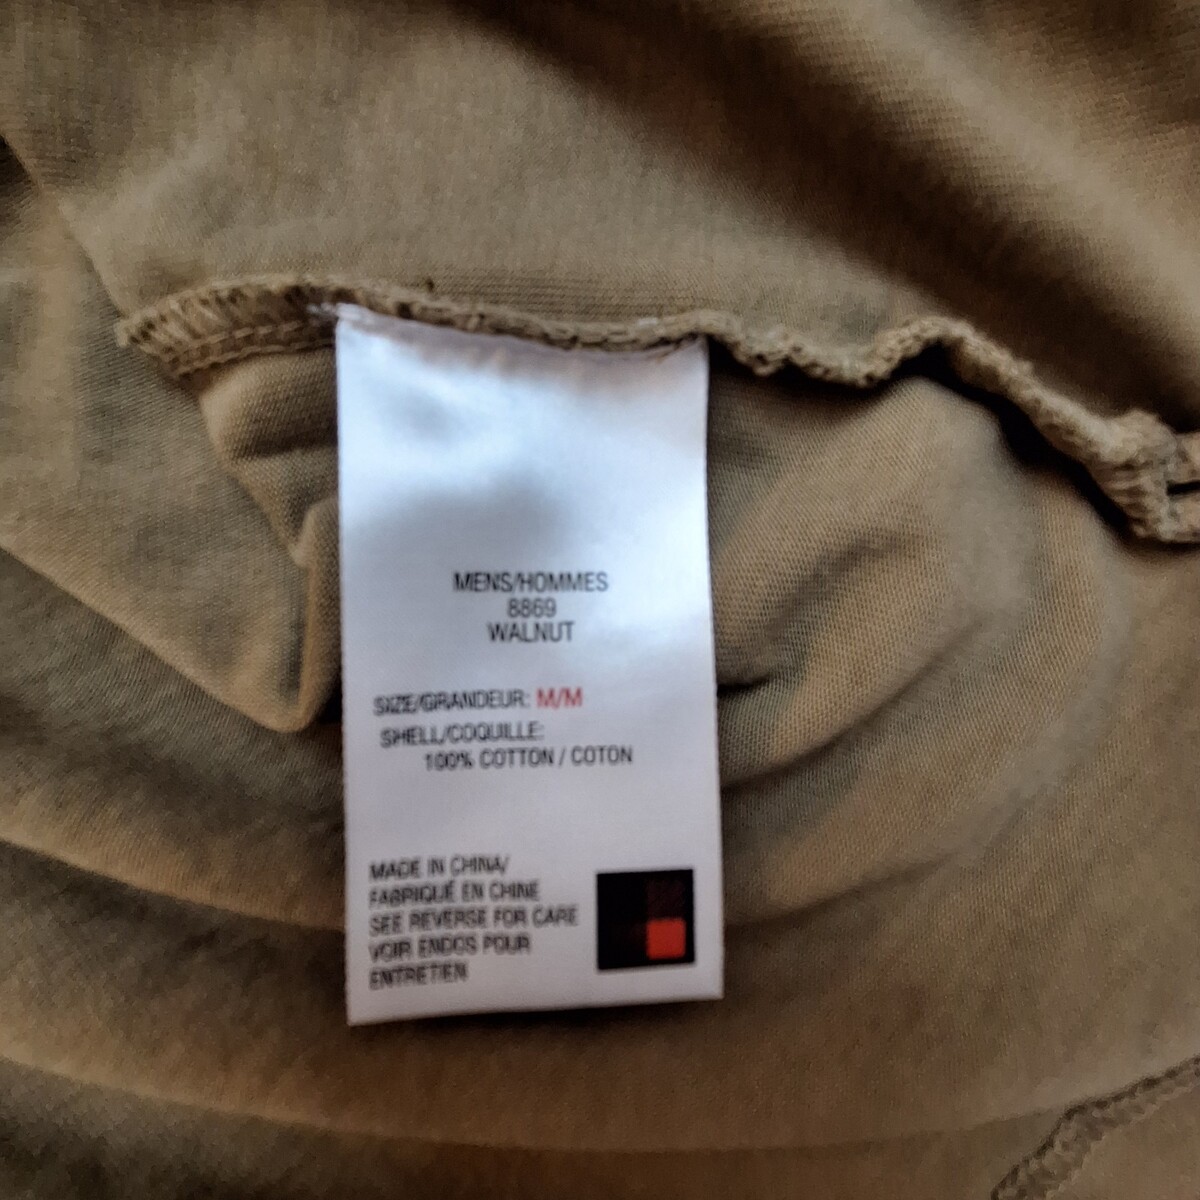 MENS/HOMMES
8869
WALNUT
SIZE/GRANDEUR: M/M
SHELL/COQUILLE:
100% COTTON / COTON
MADE IN CHINA/
FABRIQUÉ EN CHINE
SEE REVERSE FOR CARE
VOIR ENDOS POUR
ENTRETIEN